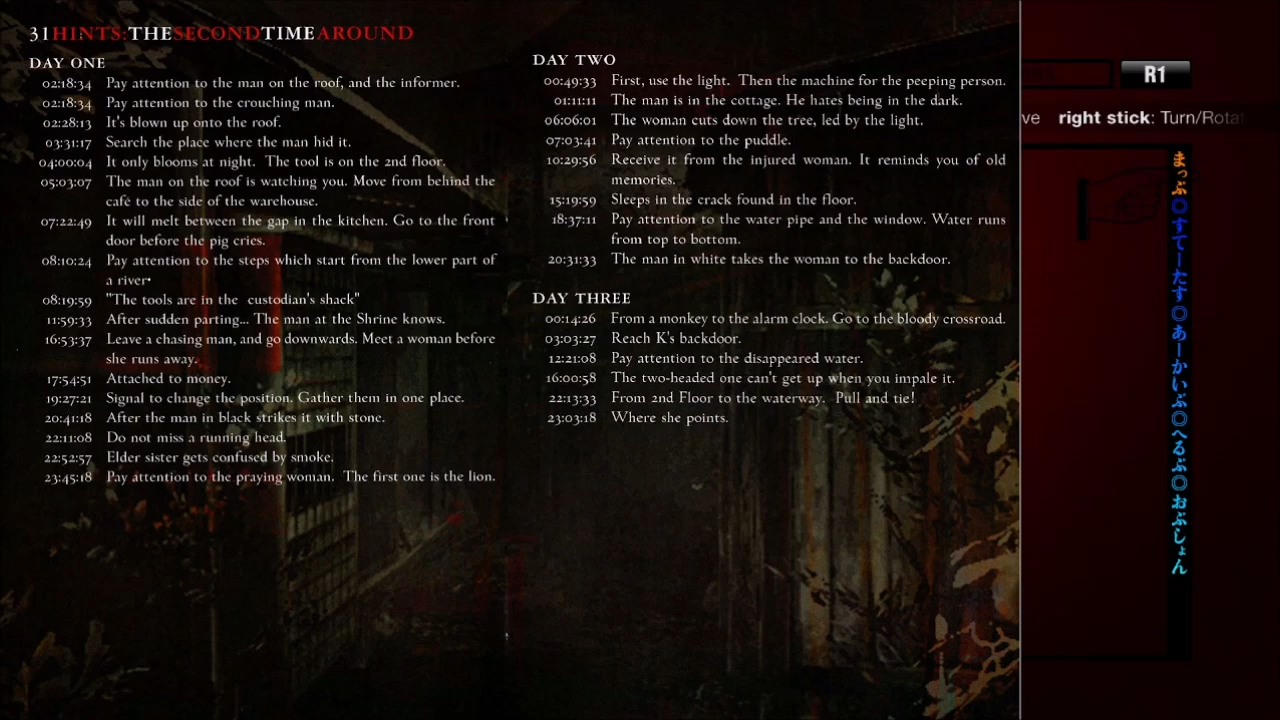 31HINTS:THESECONDTIMEAROUND
DAY ONE
02:18:34 Pay attention to the man on the roof, and the informer.
02:18:34 Pay attention to the crouching man.
02:28:13 It's blown up onto the roof.
03:31:17 Search the place where the man hid it.
04:00:04 It only blooms at night. The tool is on the 2nd floor.
05:03:07 The man on the roof is watching you. Move from behind the
café to the side of the warehouse.
07:22:49 It will melt between the gap in the kitchen. Go to the front
door before the pig cries.
08:10:24 Pay attention to the steps which start from the lower part of
a river.
08:19:59 "The tools are in the custodian's shack"
11:59:33 After sudden parting... The man at the Shrine knows.
16:53:37 Leave a chasing man, and go downwards. Meet a woman before
she runs away.
17:54:51 Attached to money.
19:27:21 Signal to change the position. Gather them in one place.
20:41:18 After the man in black strikes it with stone.
22:11:08 Do not miss a running head.
22:52:57 Elder sister gets confused by smoke.
23:45:18 Pay attention to the praying woman. The first one is the lion.
DAY TWO
00:49:33 First, use the light. Then the machine for the peeping person.
01:11:11 The man is in the cottage. He hates being in the dark.
06:06:01 The woman cuts down the tree, led by the light.
07:03:41 Pay attention to the puddle.
10:29:56 Receive it from the injured woman. It reminds you of old
memories.
15:19:59 Sleeps in the crack found in the floor.
18:37:11 Pay attention to the water pipe and the window. Water runs
from top to bottom.
20:31:33 The man in white takes the woman to the backdoor.
DAY THREE
00:14:26 From a monkey to the alarm clock. Go to the bloody crossroad.
03:03:27 Reach K's backdoor.
12:21:08 Pay attention to the disappeared water.
16:00:58 The two-headed one can't get up when you impale it.
22:13:33 From 2nd Floor to the waterway. Pull and tie!
23:03:18 Where she points.
R1
ve right stick: Turn/Rotat
まっぷ◎すてーたす◎あーかいぶ◎へるぷ◎おぷしょん